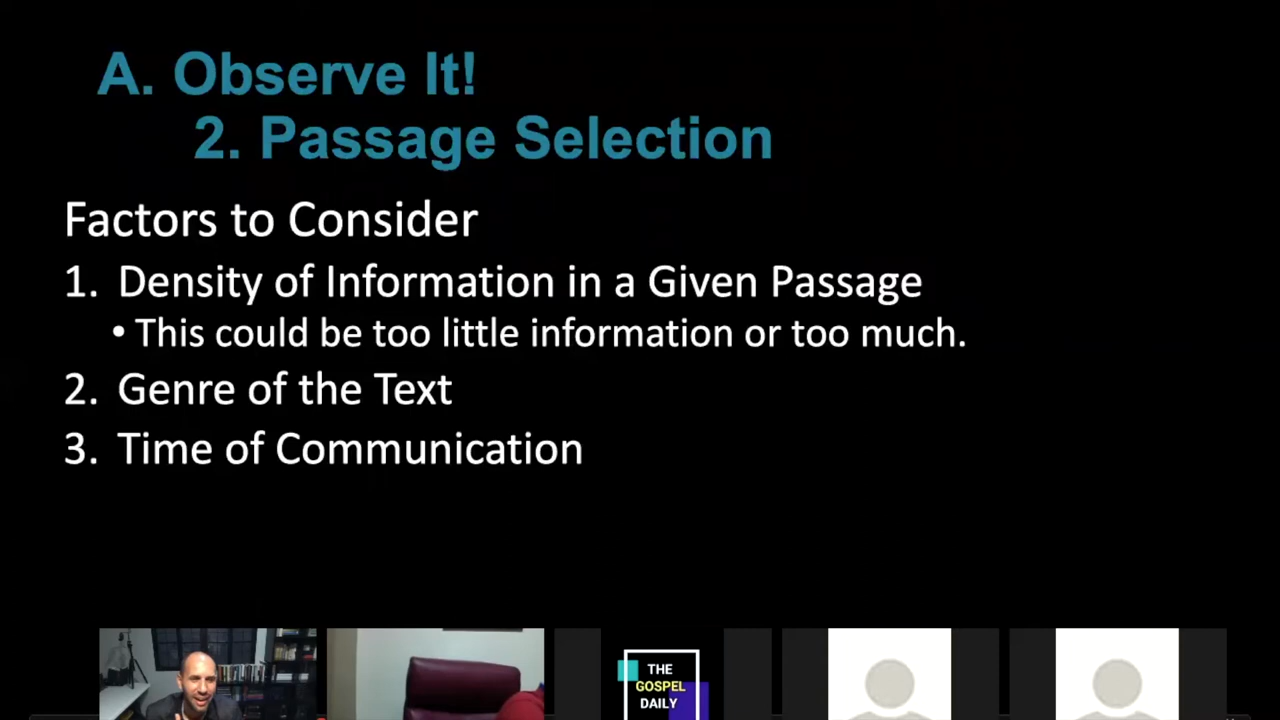 A. Observe It!
2. Passage Selection
Factors to Consider
1. Density of Information in a Given Passage
• This could be too little information or too much.
2. Genre of the Text
3. Time of Communication
THE
GOSPEL
DAILY